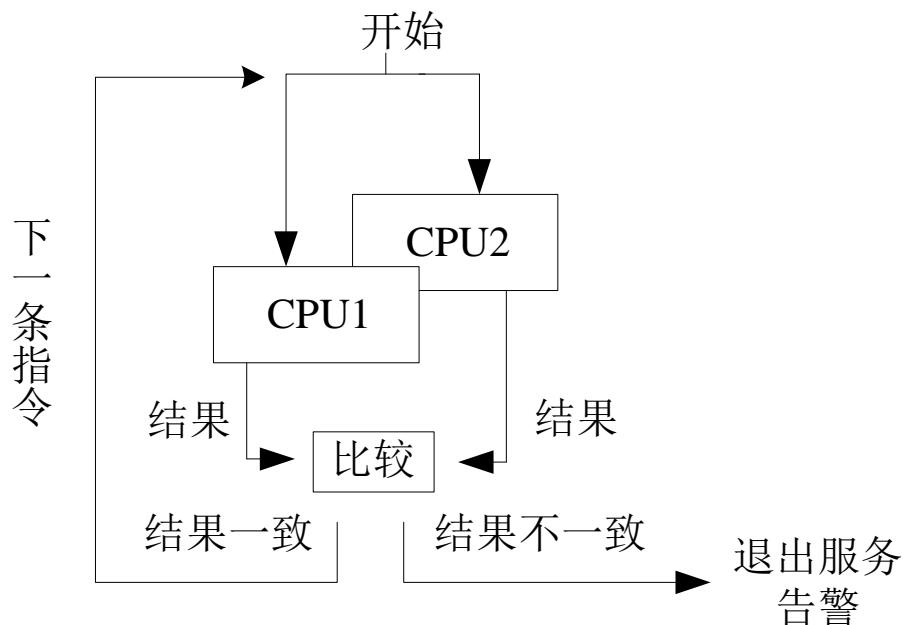 开始
CPU2
CPU1
下一条指令
结果
结果
比较
结果一致
结果不一致
退出服务
告警